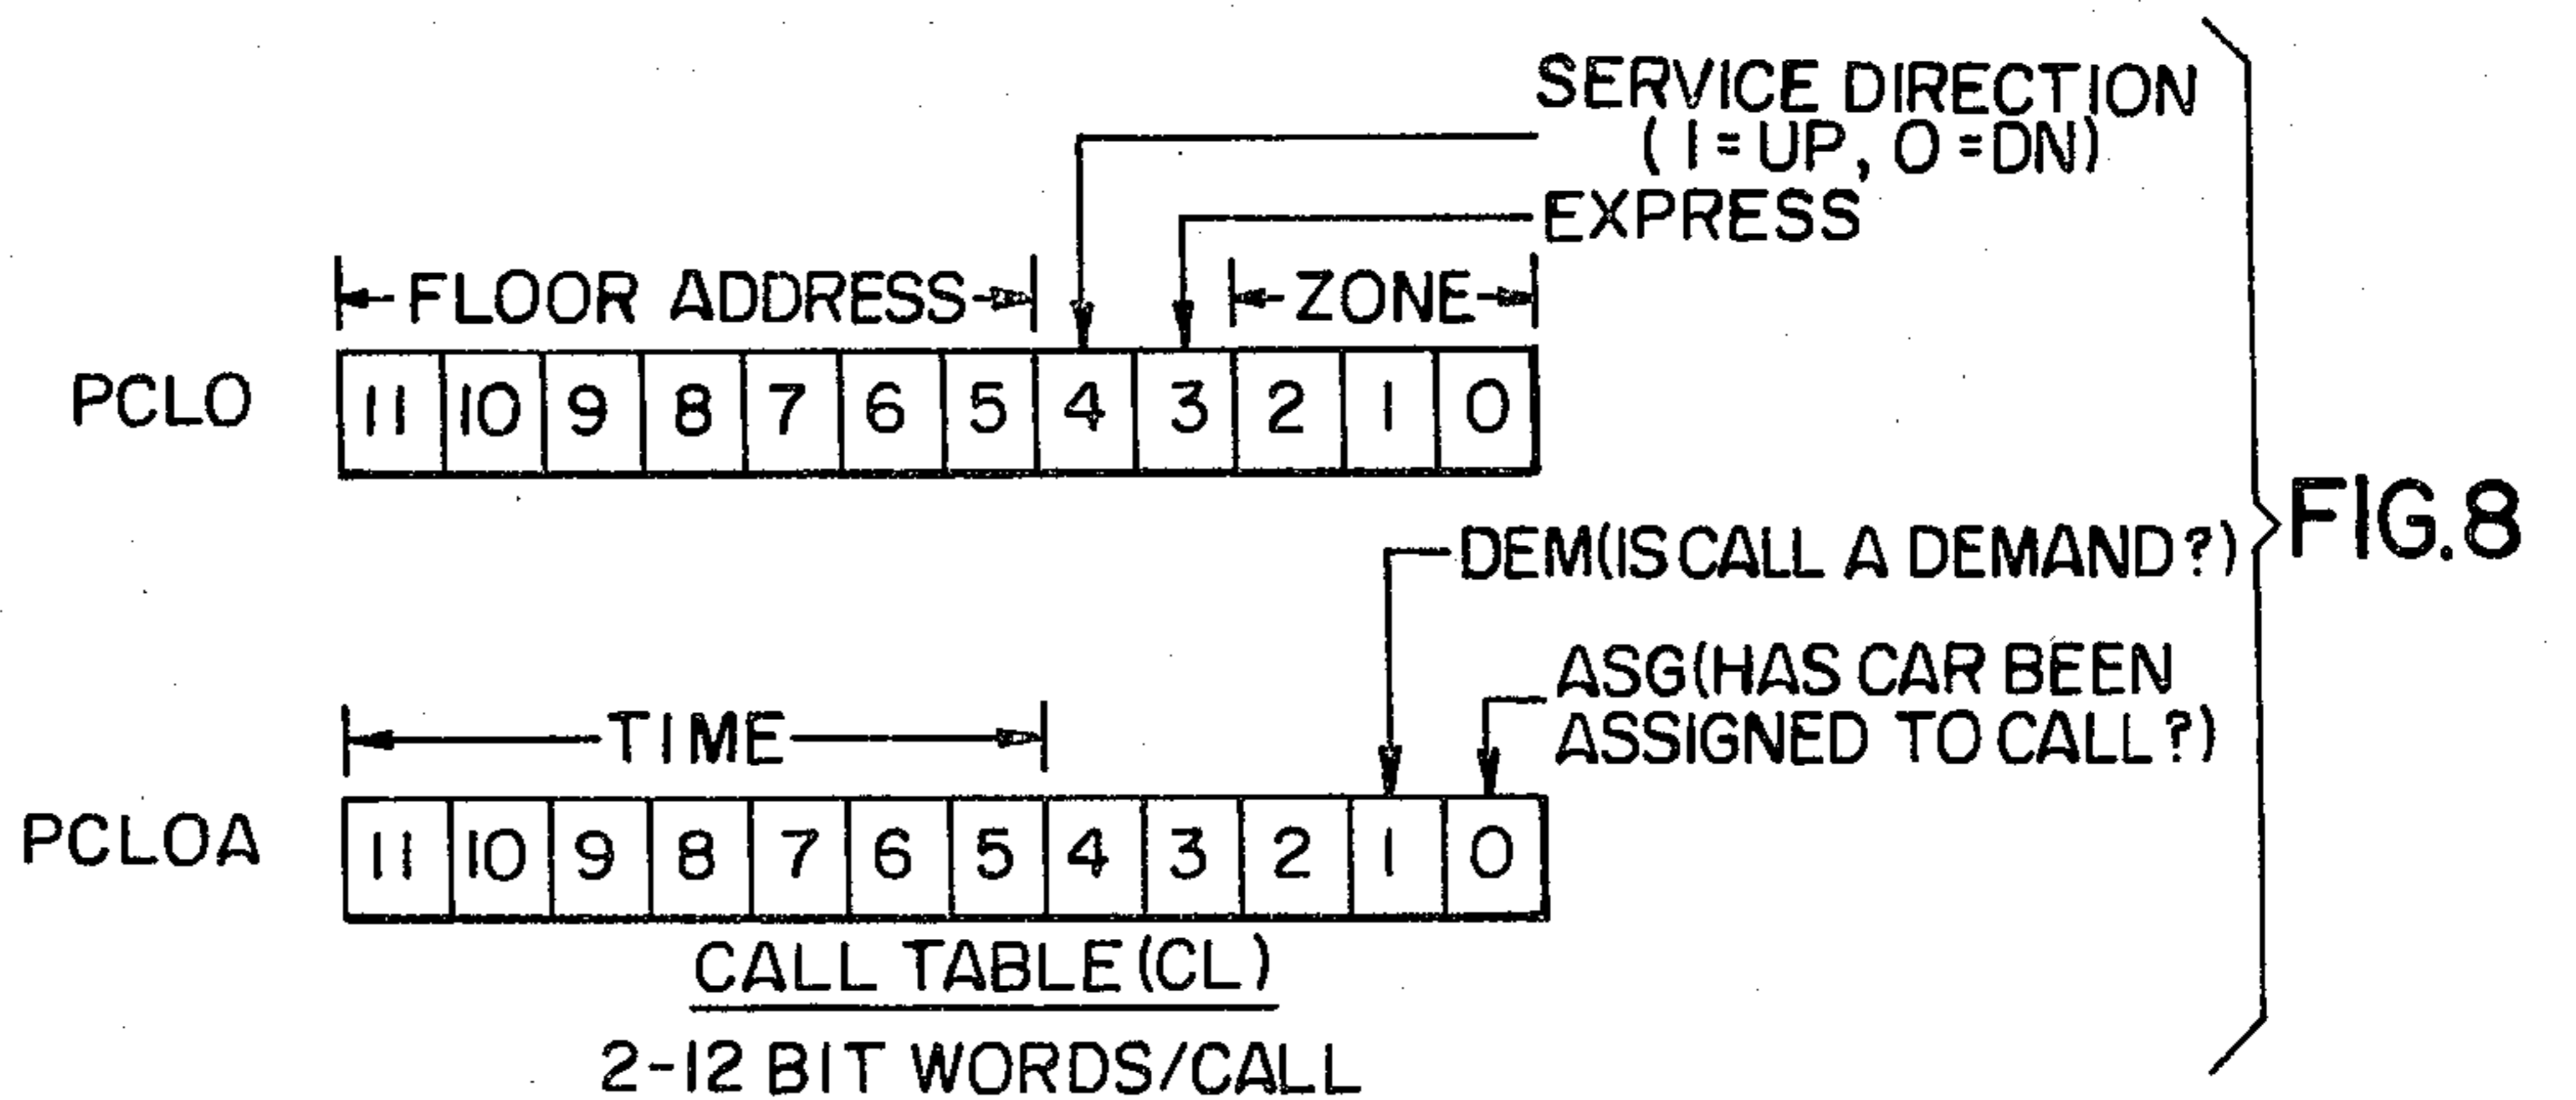 SERVICE DIRECTION
(1=UP, 0=DN)
EXPRESS
FLOOR ADDRESS
ZONE
PCLO
11 10 9 8 7 6 5 4 3 2 1 0
FIG.8
DEM(IS CALL A DEMAND?)
ASG(HAS CAR BEEN
ASSIGNED TO CALL?)
TIME
PCLOA
11 10 9 8 7 6 5 4 3 2 1 0
CALL TABLE(CL)
2-12 BIT WORDS/CALL